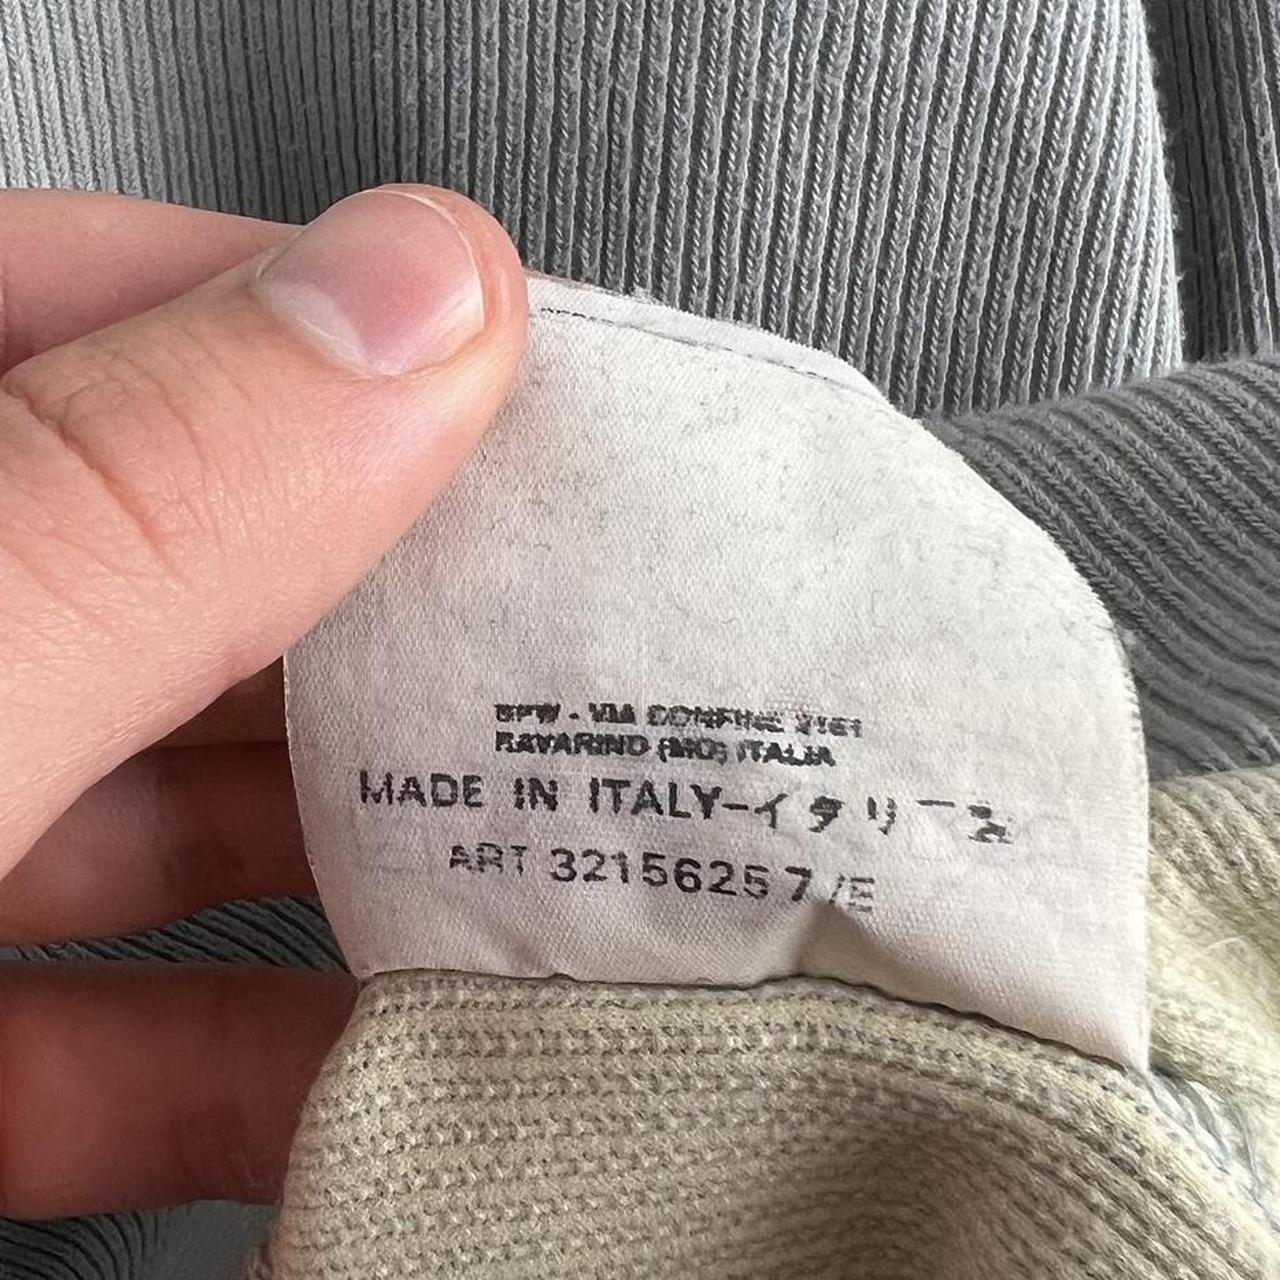 SPW - VIA CONFINE 2161
RAVARINO (MO) ITALIA
MADE IN ITALY-イタリー製
ART 32156257/E